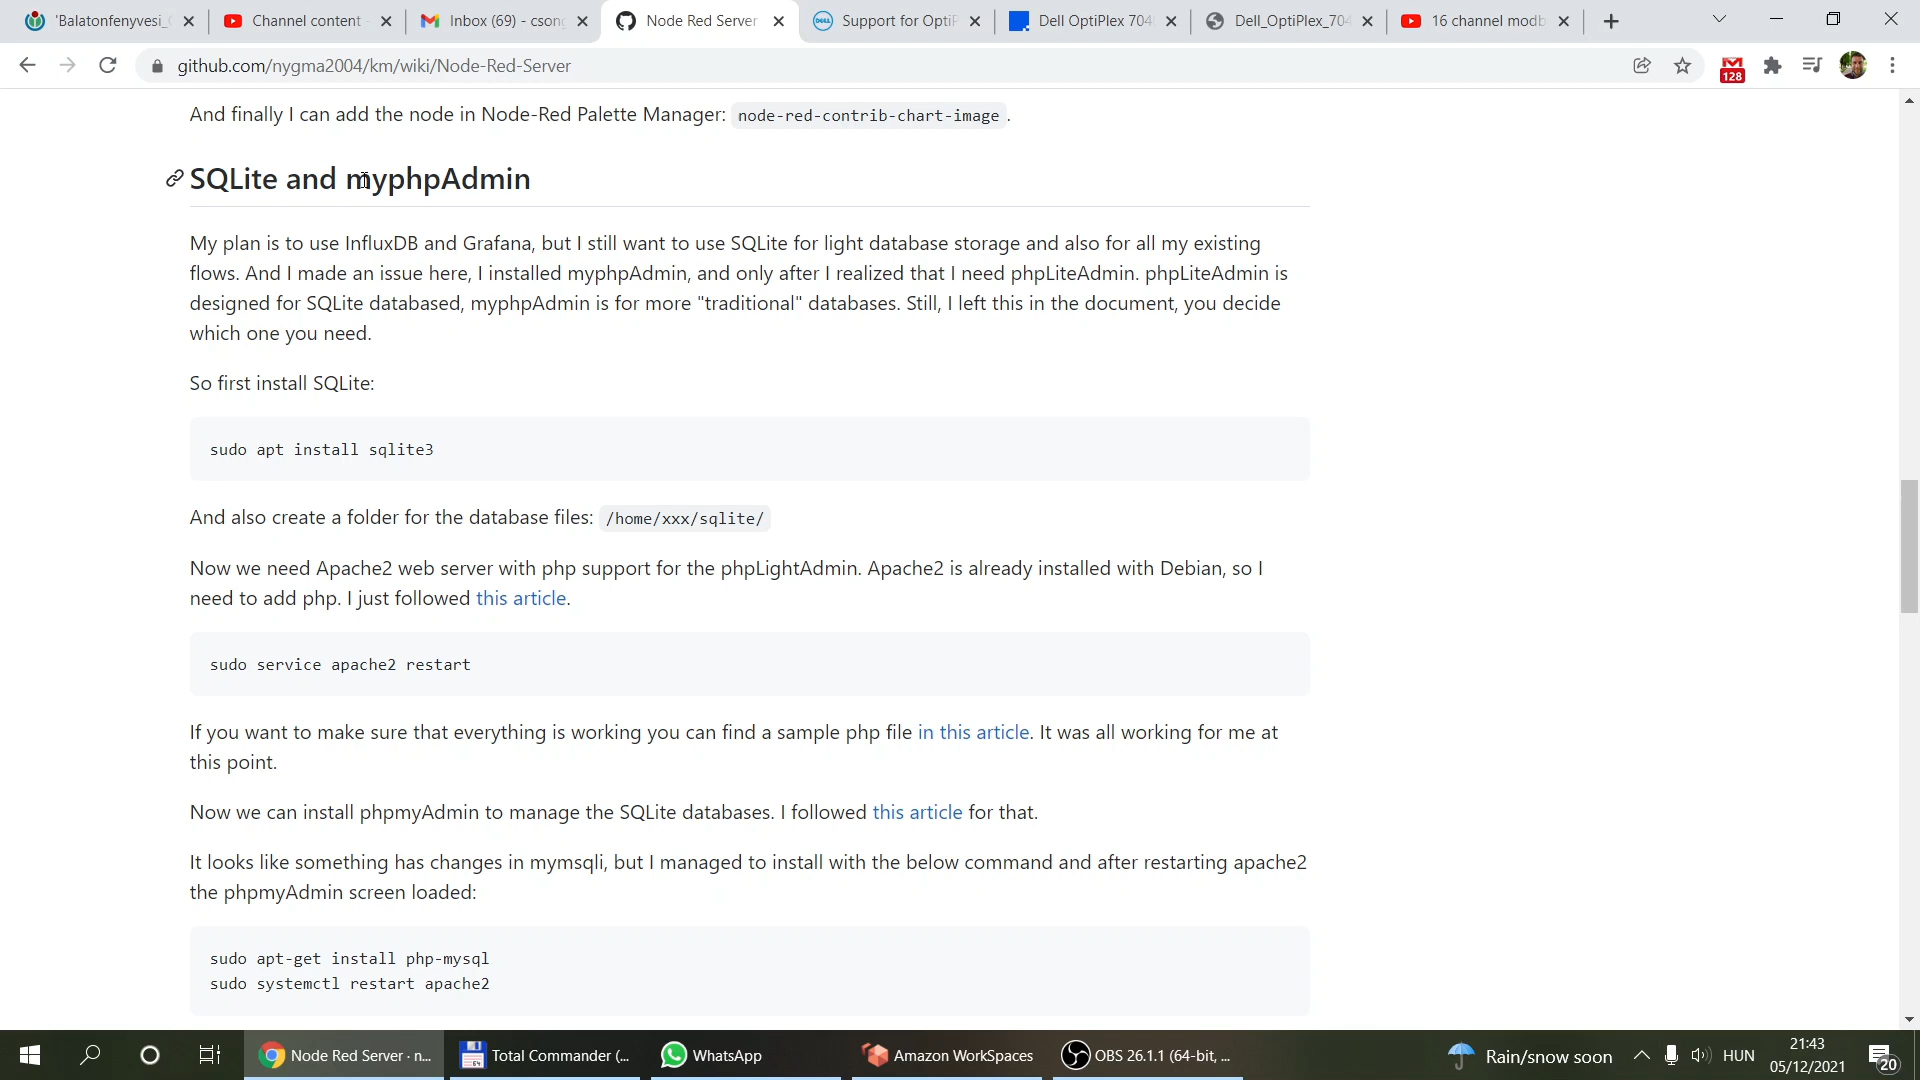 'Balatonfenyvesi_
Channel content
Inbox (69) - cson
Node Red Server
Support for OptiP
Dell OptiPlex 704
Dell_OptiPlex_704
16 channel modb
github.com/nygma2004/km/wiki/Node-Red-Server
128
And finally I can add the node in Node-Red Palette Manager: node-red-contrib-chart-image.
SQLite and myphpAdmin
My plan is to use InfluxDB and Grafana, but I still want to use SQLite for light database storage and also for all my existing
flows. And I made an issue here, I installed myphpAdmin, and only after I realized that I need phpLiteAdmin. phpLiteAdmin is
designed for SQLite databased, myphpAdmin is for more "traditional" databases. Still, I left this in the document, you decide
which one you need.
So first install SQLite:
sudo apt install sqlite3
And also create a folder for the database files: /home/xxx/sqlite/
Now we need Apache2 web server with php support for the phpLightAdmin. Apache2 is already installed with Debian, so I
need to add php. I just followed this article.
sudo service apache2 restart
If you want to make sure that everything is working you can find a sample php file in this article. It was all working for me at
this point.
Now we can install phpmyAdmin to manage the SQLite databases. I followed this article for that.
It looks like something has changes in mymsqli, but I managed to install with the below command and after restarting apache2
the phpmyAdmin screen loaded:
sudo apt-get install php-mysql
sudo systemctl restart apache2
Node Red Server · n...
Total Commander (...
WhatsApp
Amazon WorkSpaces
OBS 26.1.1 (64-bit, ...
Rain/snow soon
HUN
21:43
05/12/2021
20